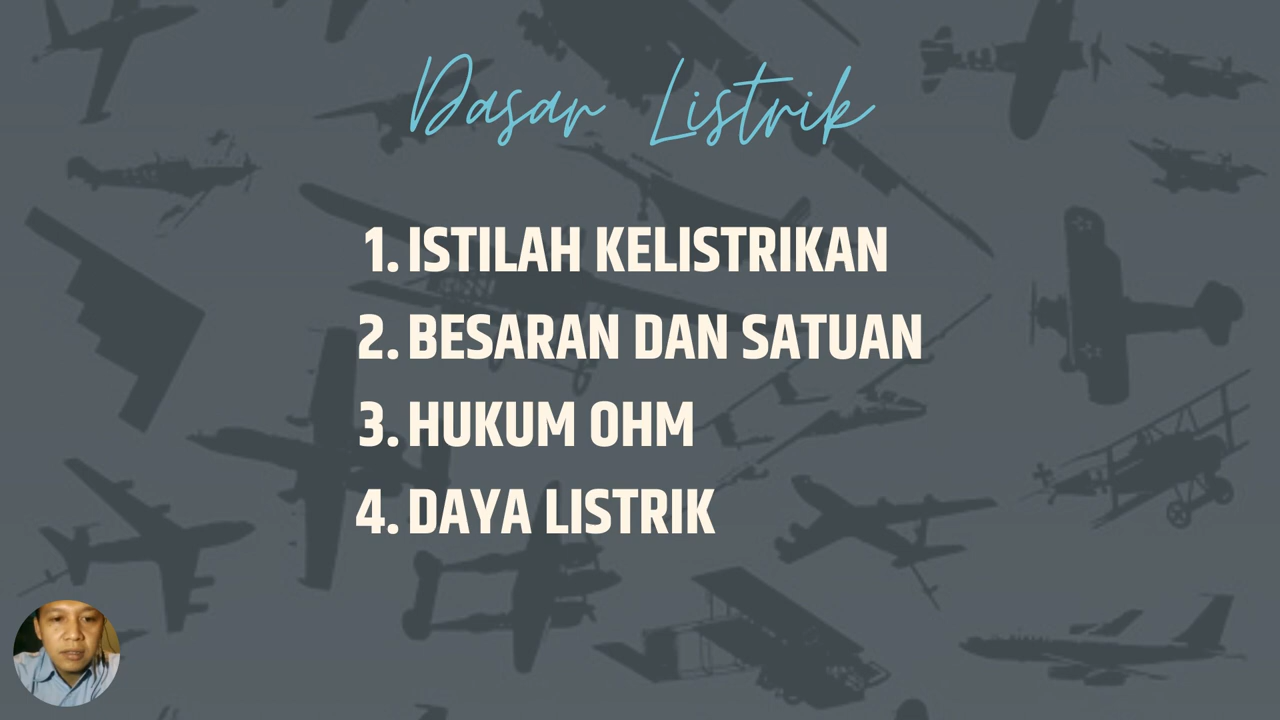 Dasar Listrik
1. ISTILAH KELISTRIKAN
2. BESARAN DAN SATUAN
3. HUKUM OHM
4. DAYA LISTRIK